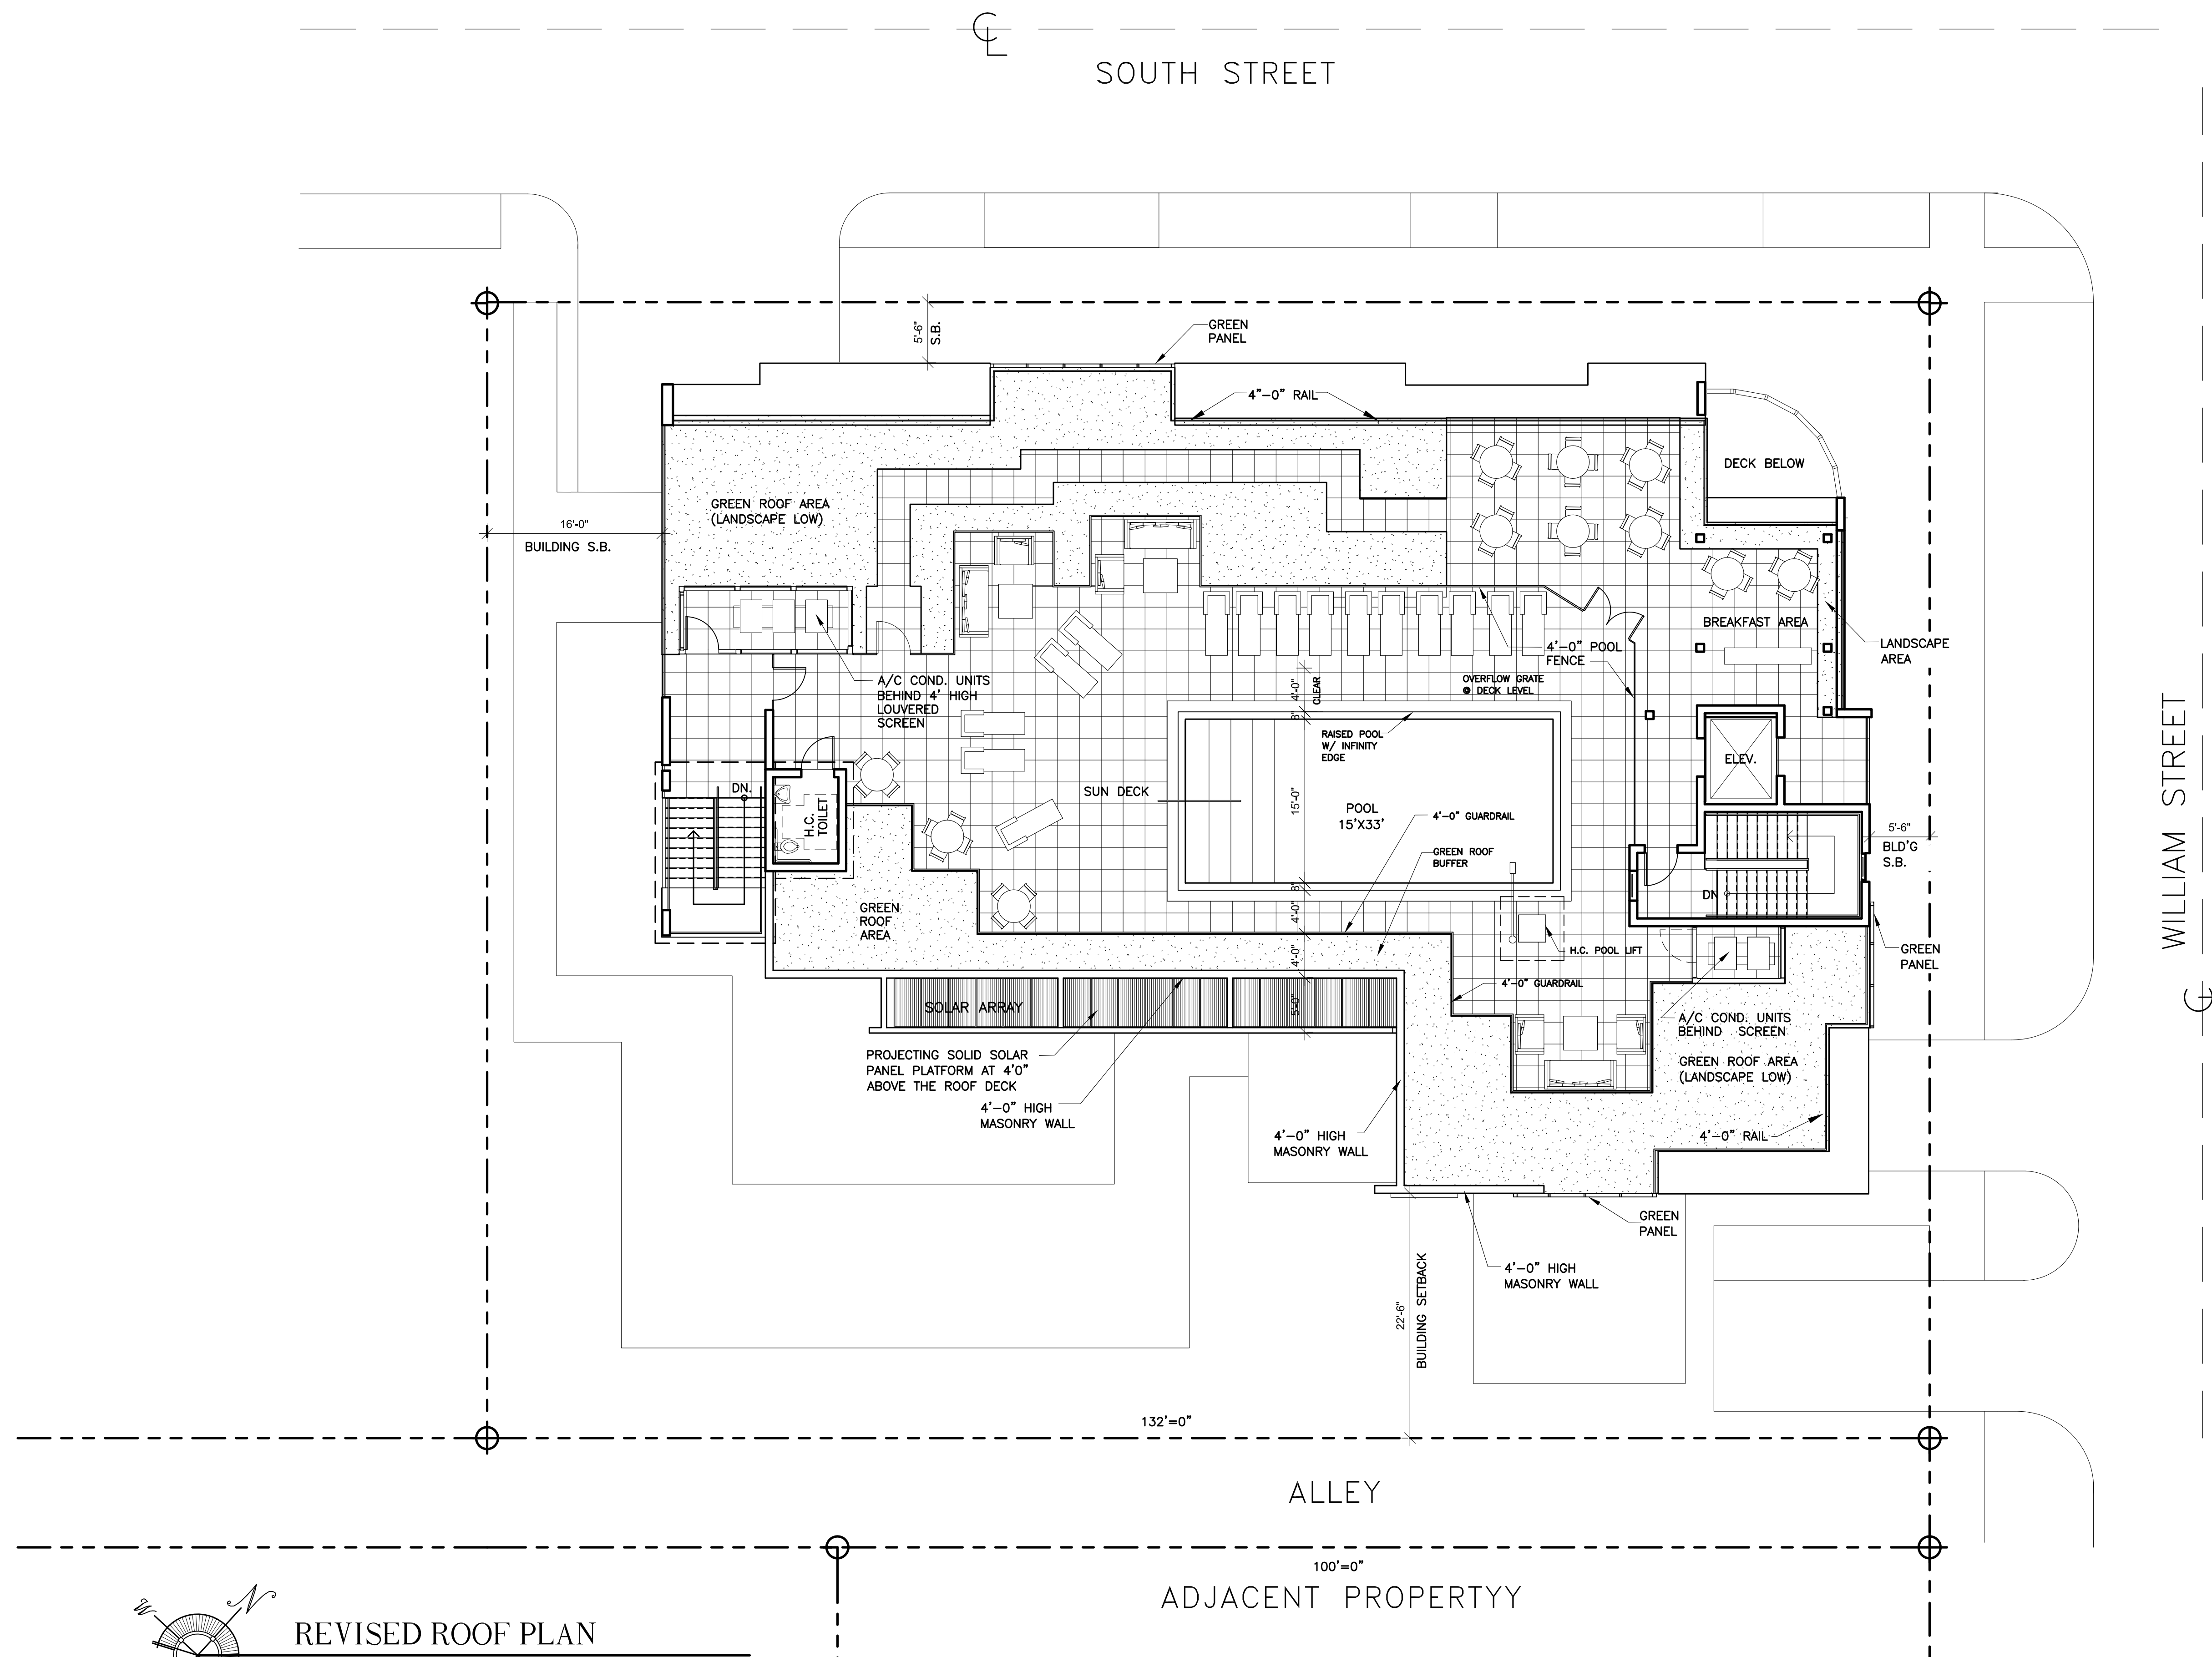 SOUTH STREET
5'-6"
S.B.
GREEN
PANEL
4"-0" RAIL
DECK BELOW
GREEN ROOF AREA
(LANDSCAPE LOW)
16'-0"
BUILDING S.B.
BREAKFAST AREA
LANDSCAPE
AREA
4'-0" POOL
FENCE
A/C COND. UNITS
BEHIND 4' HIGH
LOUVERED
SCREEN
4'-0"
CLEAR
OVERFLOW GRATE
@ DECK LEVEL
8"
RAISED POOL
W/ INFINITY
EDGE
ELEV.
WILLIAM STREET
DN.
H.C.
TOILET
SUN DECK
15'-0"
POOL
15'X33'
4'-0" GUARDRAIL
5'-6"
BLD'G
S.B.
GREEN ROOF
BUFFER
8"
DN
GREEN
ROOF
AREA
4'-0"
4'-0"
H.C. POOL LIFT
GREEN
PANEL
4'-0" GUARDRAIL
SOLAR ARRAY
5'-0"
A/C COND. UNITS
BEHIND SCREEN
PROJECTING SOLID SOLAR
PANEL PLATFORM AT 4'0"
ABOVE THE ROOF DECK
GREEN ROOF AREA
(LANDSCAPE LOW)
4'-0" HIGH
MASONRY WALL
4'-0" HIGH
MASONRY WALL
4'-0" RAIL
GREEN
PANEL
4'-0" HIGH
MASONRY WALL
22'-6"
BUILDING SETBACK
132'=0"
ALLEY
100'=0"
ADJACENT PROPERTYY
W
N
REVISED ROOF PLAN